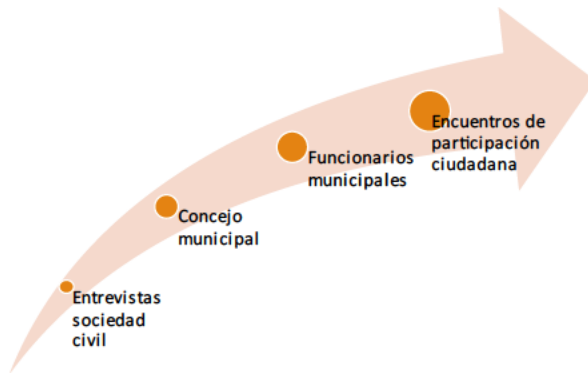 Entrevistas
sociedad
civil
Concejo
municipal
Funcionarios
municipales
Encuentros de
participación
ciudadana